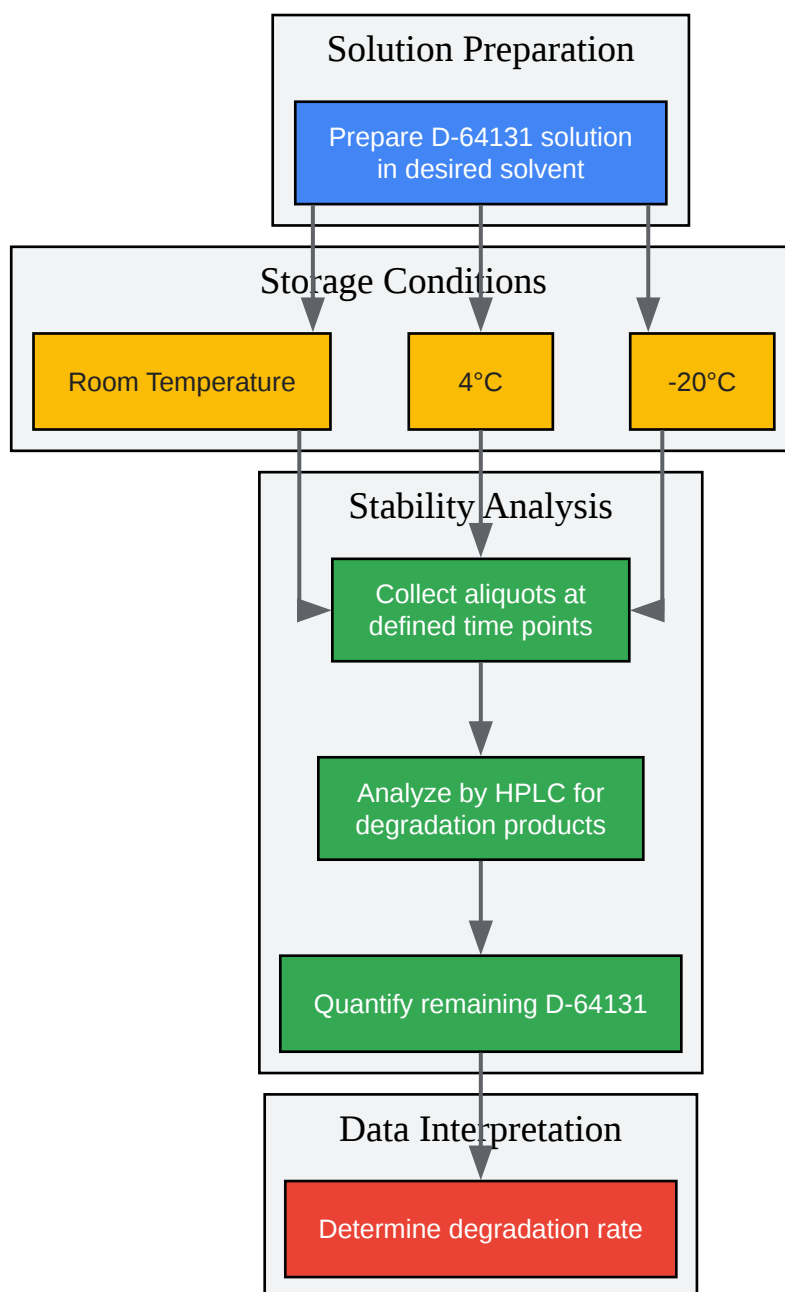 Solution Preparation
Prepare D-64131 solution
in desired solvent
Storage Conditions
Room Temperature
4°C
-20°C
Stability Analysis
Collect aliquots at
defined time points
Analyze by HPLC for
degradation products
Quantify remaining D-64131
Data Interpretation
Determine degradation rate